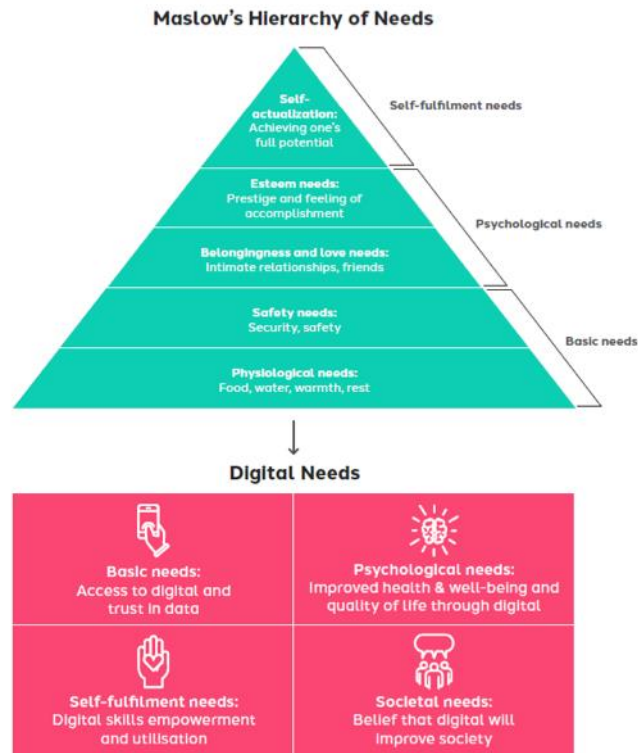 Maslow's Hierarchy of Needs
Self-
actualization:
Achieving one's
full potential
Self-fulfilment needs
Esteem needs:
Prestige and feeling of
accomplishment
Psychological needs
Belongingness and love needs:
Intimate relationships, friends
Safety needs:
Security, safety
Basic needs
Physiological needs:
Food, water, warmth, rest
Digital Needs
Basic needs:
Access to digital and
trust in data
Psychological needs:
Improved health & well-being and
quality of life through digital
Self-fulfilment needs:
Digital skills empowerment
and utilisation
Societal needs:
Belief that digital will
improve society